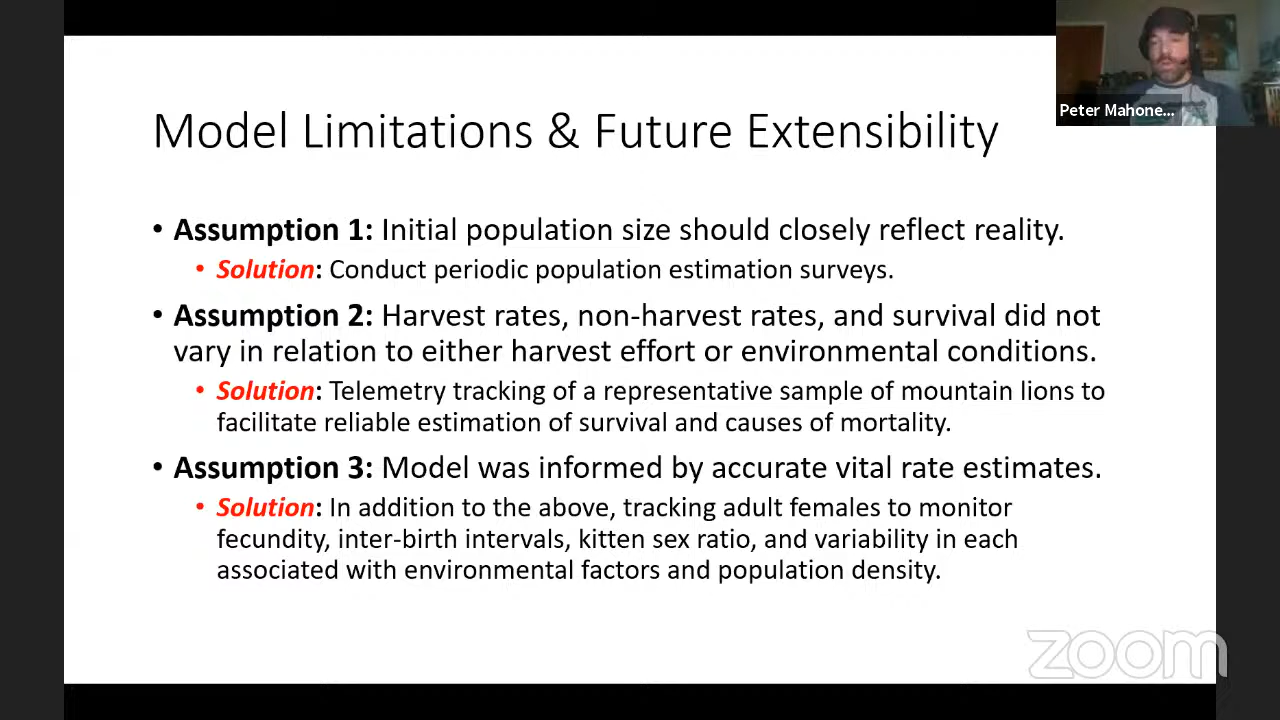 Peter Mahone...
Model Limitations & Future Extensibility
• Assumption 1: Initial population size should closely reflect reality.
• Solution: Conduct periodic population estimation surveys.
• Assumption 2: Harvest rates, non-harvest rates, and survival did not
vary in relation to either harvest effort or environmental conditions.
• Solution: Telemetry tracking of a representative sample of mountain lions to
facilitate reliable estimation of survival and causes of mortality.
• Assumption 3: Model was informed by accurate vital rate estimates.
• Solution: In addition to the above, tracking adult females to monitor
fecundity, inter-birth intervals, kitten sex ratio, and variability in each
associated with environmental factors and population density.
zoom